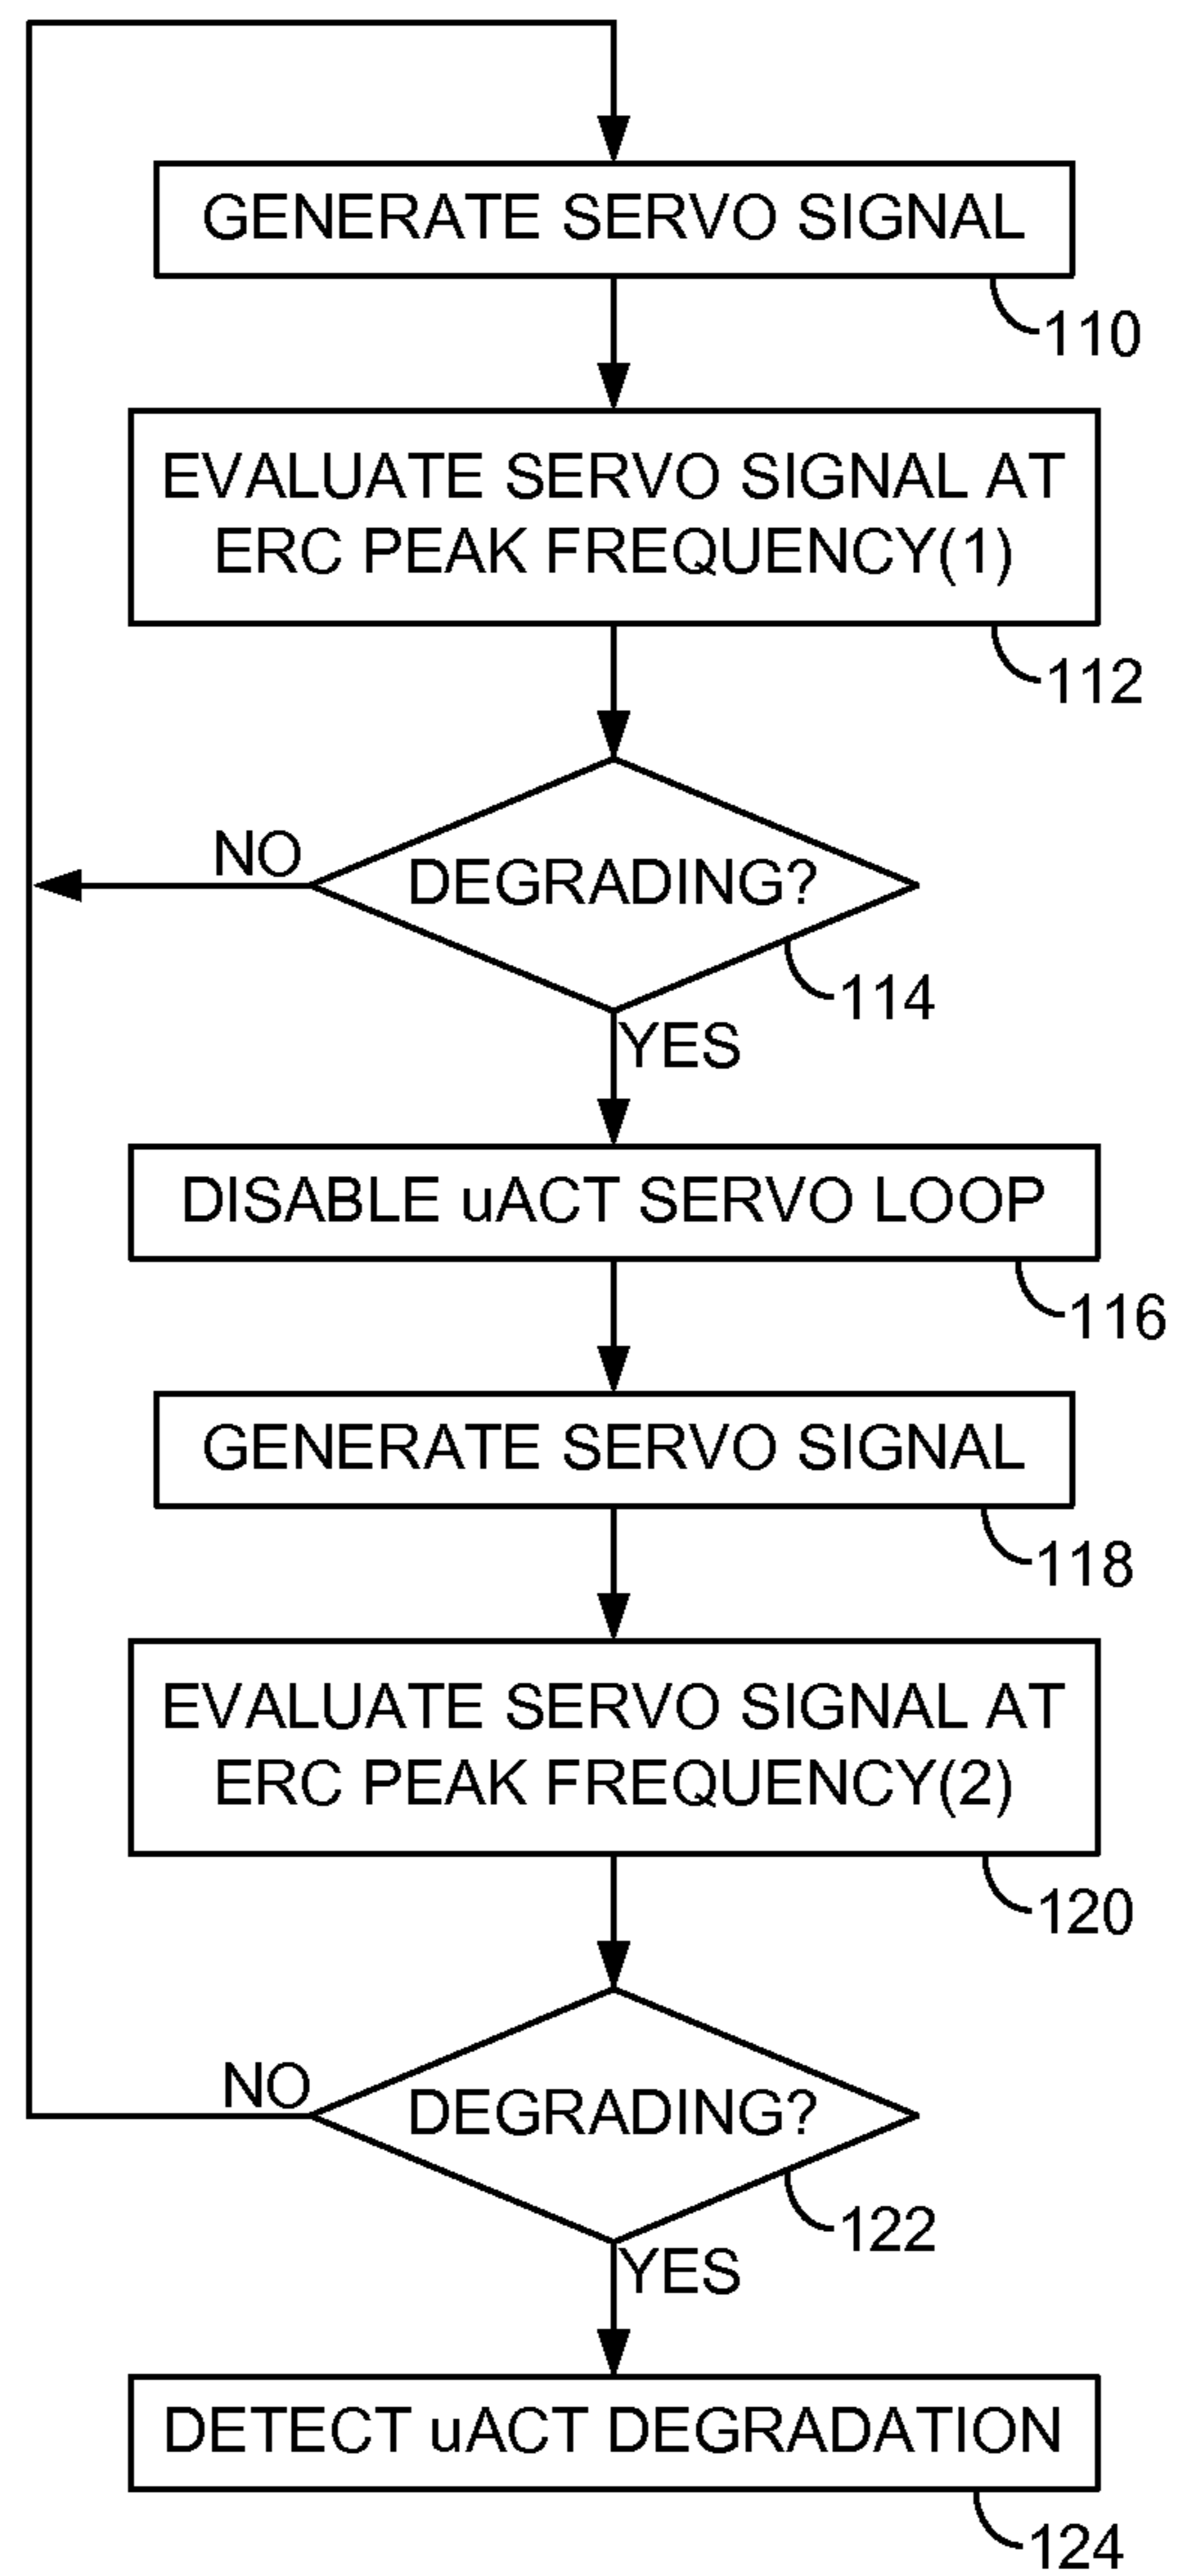 GENERATE SERVO SIGNAL
110
EVALUATE SERVO SIGNAL AT
ERC PEAK FREQUENCY(1)
112
NO
DEGRADING?
114
YES
DISABLE uACT SERVO LOOP
116
GENERATE SERVO SIGNAL
118
EVALUATE SERVO SIGNAL AT
ERC PEAK FREQUENCY(2)
120
NO
DEGRADING?
122
YES
DETECT uACT DEGRADATION
124